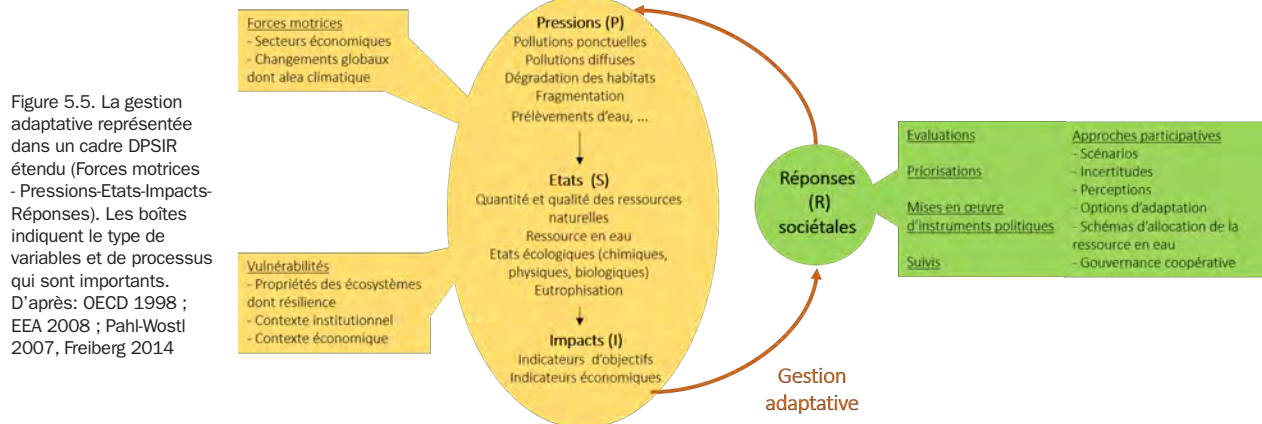 Figure 5.5. La gestion
adaptative représentée
dans un cadre DPSIR
étendu (Forces motrices
- Pressions-Etats-Impacts-
Réponses). Les boîtes
indiquent le type de
variables et de processus
qui sont importants.
D'après: OECD 1998 ;
EEA 2008 ; Pahl-Wostl
2007, Freiberg 2014
Forces motrices
- Secteurs économiques
- Changements globaux
dont alea climatique
Vulnérabilités
- Propriétés des écosystèmes
dont résilience
- Contexte institutionnel
- Contexte économique
Pressions (P)
Pollutions ponctuelles
Pollutions diffuses
Dégradation des habitats
Fragmentation
Prélèvements d'eau, ...
Etats (S)
Quantité et qualité des ressources
naturelles
Ressource en eau
Etats écologiques (chimiques,
physiques, biologiques)
Eutrophisation
Impacts (I)
Indicateurs d'objectifs
Indicateurs économiques
Gestion
adaptative
Réponses
(R)
sociétales
Evaluations
Priorisations
Mises en œuvre
d'instruments politiques
Suivis
Approches participatives
- Scénarios
- Incertitudes
- Perceptions
- Options d'adaptation
- Schémas d'allocation de la
ressource en eau
- Gouvernance coopérative